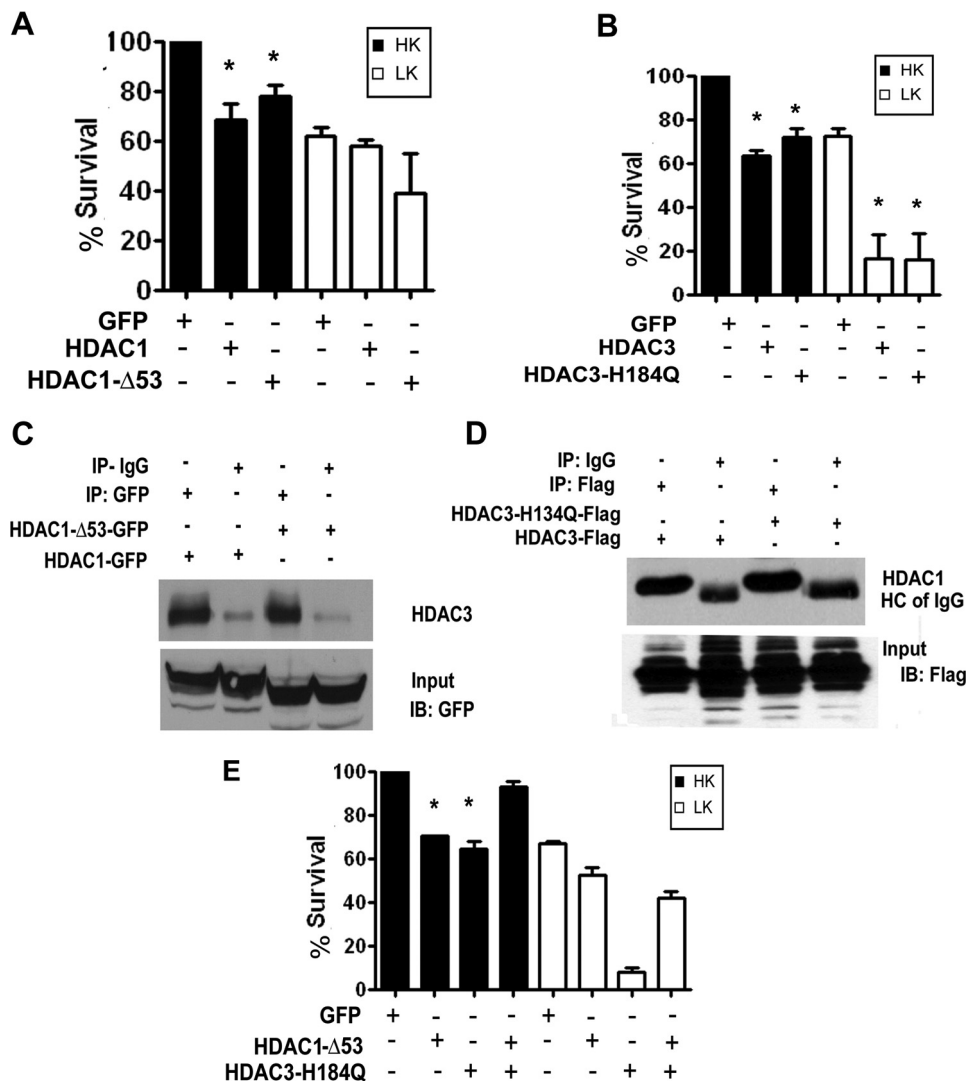 A
100
80
60
40
20
0
% Survival
HK
LK
* *
GFP + - - + - -
HDAC1 - + - - + -
HDAC1-Δ53 - - + - - +
B
100
80
60
40
20
0
% Survival
HK
LK
* * * *
GFP + - - + - -
HDAC3 - + - - + -
HDAC3-H184Q - - + - - +
C
IP- IgG - + - +
IP: GFP + - + -
HDAC1-Δ53-GFP - - + +
HDAC1-GFP + + - -
HDAC3
Input
IB: GFP
D
IP: IgG - + - +
IP: Flag + - + -
HDAC3-H134Q-Flag - - + +
HDAC3-Flag + + - -
HDAC1
HC of IgG
Input
IB: Flag
E
100
80
60
40
20
0
% Survival
HK
LK
* *
GFP + - - - + - - -
HDAC1-Δ53 - + - + - + - +
HDAC3-H184Q - - + + - - + +